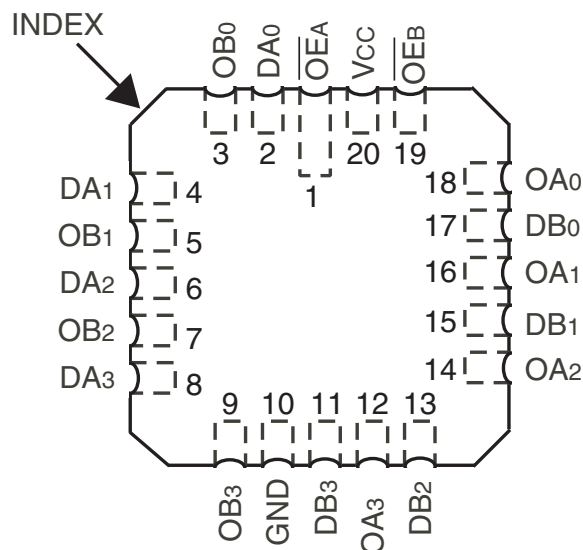 INDEX
OB0 DA0 OEA VCC OEB
3 2 20 19
1
DA1 4 18 OA0
OB1 5 17 DB0
DA2 6 16 OA1
OB2 7 15 DB1
DA3 8 14 OA2
9 10 11 12 13
OB3 GND DB3 OA3 DB2